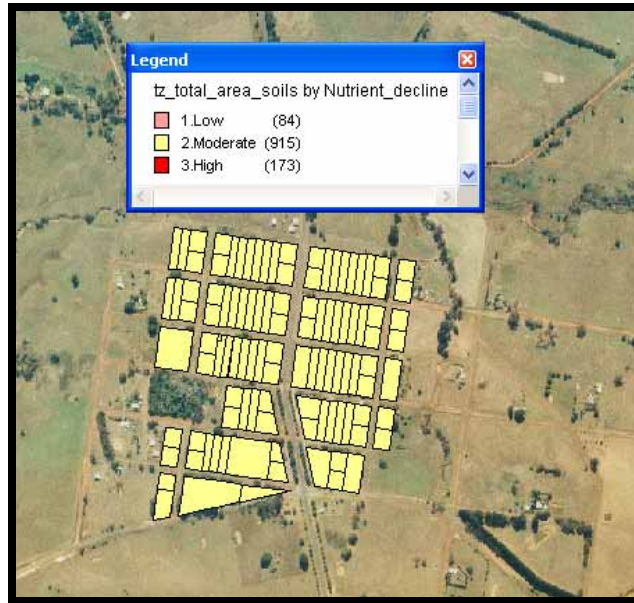 Legend
tz_total_area_soils by Nutrient_decline
1.Low (84)
2.Moderate (915)
3.High (173)